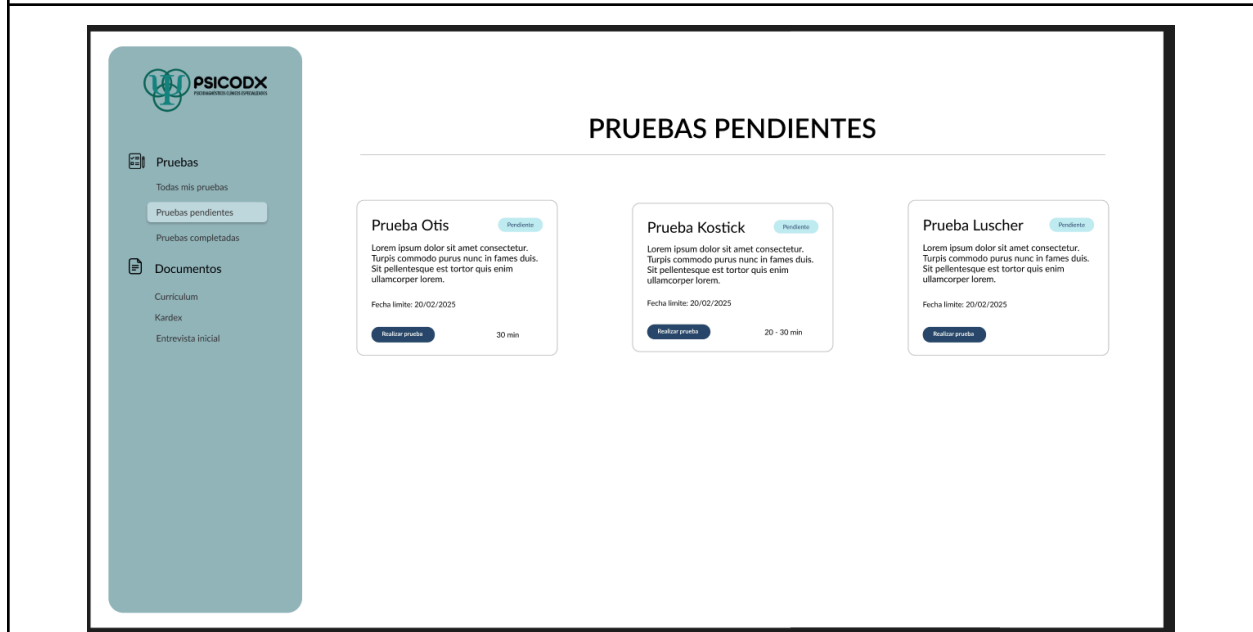 PSICODX
PSICODIAGNÓSTICOS CLÍNICOS ESPECIALIZADOS
Pruebas
Todas mis pruebas
Pruebas pendientes
Pruebas completadas
Documentos
Curriculum
Kardex
Entrevista inicial
PRUEBAS PENDIENTES
Prueba Otis
Pendiente
Lorem ipsum dolor sit amet consectetur.
Turpis commodo purus nunc in fames duis.
Sit pellentesque est tortor quis enim
ullamcorper lorem.
Fecha limite: 20/02/2025
Realizar prueba
30 min
Prueba Kostick
Pendiente
Lorem ipsum dolor sit amet consectetur.
Turpis commodo purus nunc in fames duis.
Sit pellentesque est tortor quis enim
ullamcorper lorem.
Fecha limite: 20/02/2025
Realizar prueba
20 - 30 min
Prueba Luscher
Pendiente
Lorem ipsum dolor sit amet consectetur.
Turpis commodo purus nunc in fames duis.
Sit pellentesque est tortor quis enim
ullamcorper lorem.
Fecha limite: 20/02/2025
Realizar prueba